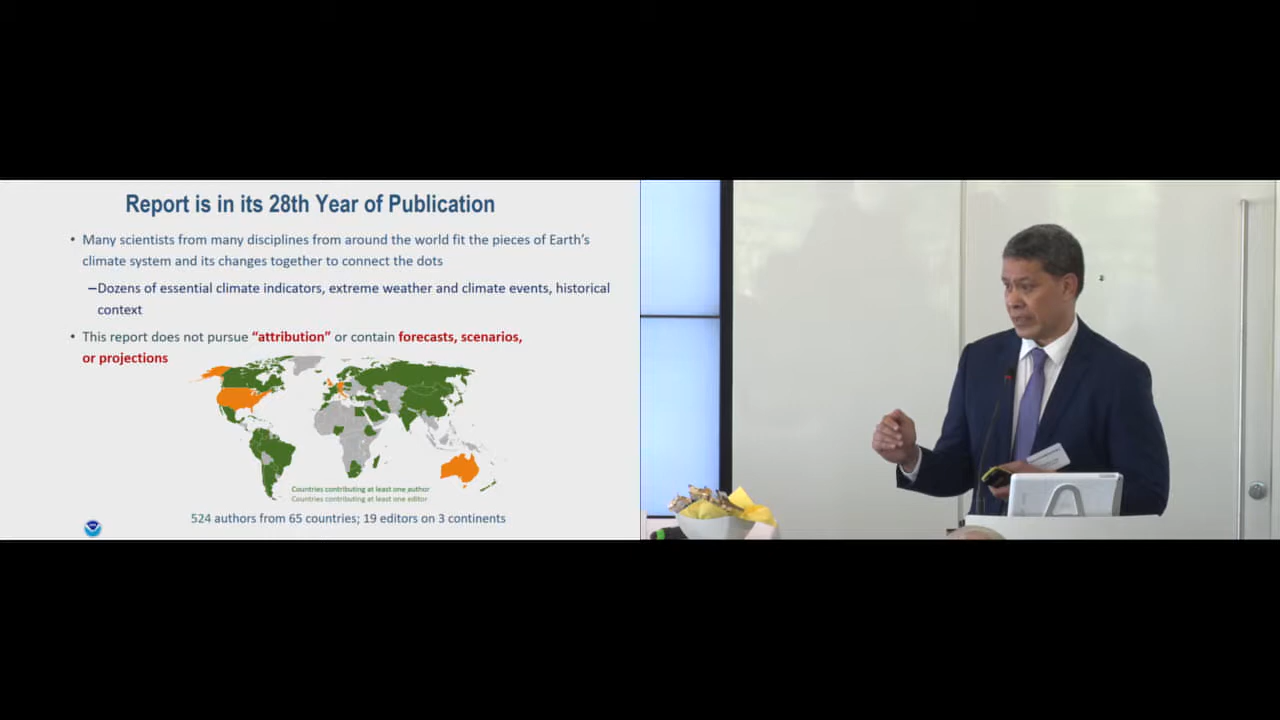 Report is in its 28th Year of Publication
• Many scientists from many disciplines from around the world fit the pieces of Earth's
climate system and its changes together to connect the dots
–Dozens of essential climate indicators, extreme weather and climate events, historical
context
• This report does not pursue “attribution” or contain forecasts, scenarios,
or projections
Countries contributing at least one author
Countries contributing at least one editor
524 authors from 65 countries; 19 editors on 3 continents